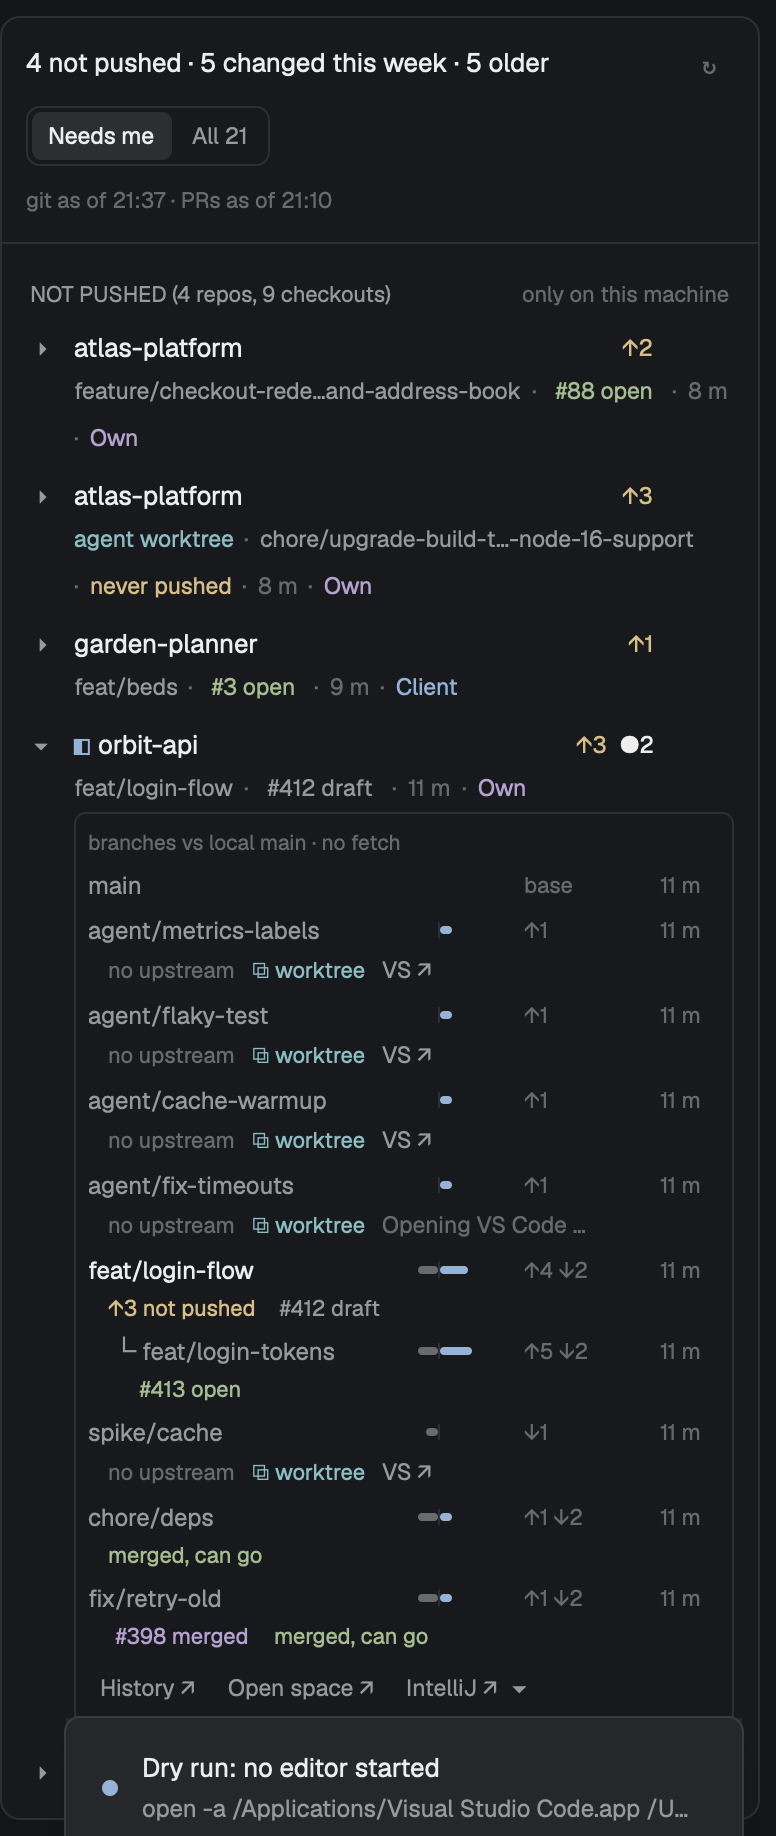 4 not pushed · 5 changed this week · 5 older ↻
Needs me All 21
git as of 21:37 · PRs as of 21:10
NOT PUSHED (4 repos, 9 checkouts) only on this machine
atlas-platform ↑2
feature/checkout-rede...and-address-book · #88 open · 8 m
· Own
atlas-platform ↑3
agent worktree · chore/upgrade-build-t...-node-16-support
· never pushed · 8 m · Own
garden-planner ↑1
feat/beds · #3 open · 9 m · Client
orbit-api ↑3 ●2
feat/login-flow · #412 draft · 11 m · Own
branches vs local main · no fetch
main base 11 m
agent/metrics-labels ↑1 11 m
no upstream worktree VS ↗
agent/flaky-test ↑1 11 m
no upstream worktree VS ↗
agent/cache-warmup ↑1 11 m
no upstream worktree VS ↗
agent/fix-timeouts ↑1 11 m
no upstream worktree Opening VS Code ...
feat/login-flow ↑4 ↓2 11 m
↑3 not pushed #412 draft
└ feat/login-tokens ↑5 ↓2 11 m
#413 open
spike/cache ↓1 11 m
no upstream worktree VS ↗
chore/deps ↑1 ↓2 11 m
merged, can go
fix/retry-old ↑1 ↓2 11 m
#398 merged merged, can go
History ↗ Open space ↗ IntelliJ ↗
Dry run: no editor started
open -a /Applications/Visual Studio Code.app /U...